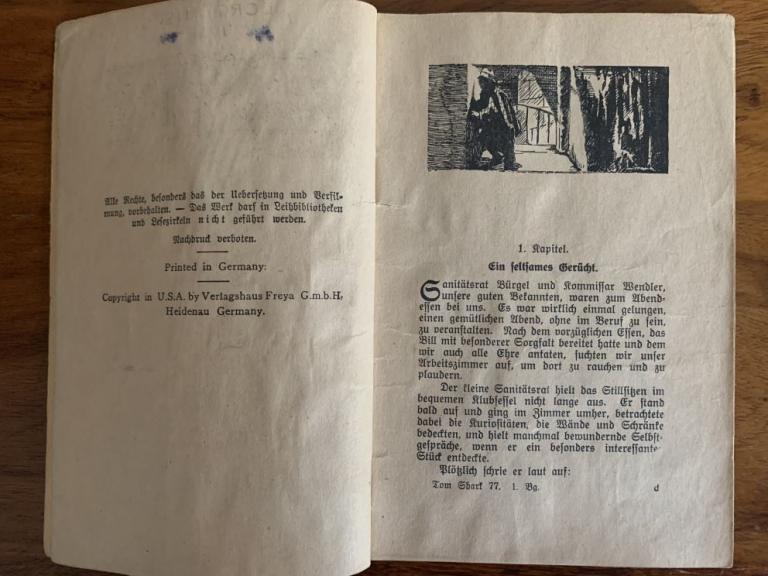 Alle Rechte, besonders das der Uebersetzung und Verfil-
mung, vorbehalten. — Das Werk darf in Leihbibliotheken
und Lesezirkeln nicht geführt werden.
Nachdruck verboten.
Printed in Germany.
Copyright in U.S.A. by Verlagshaus Freya G.m.b.H.
Heidenau Germany.
1. Kapitel.
Ein seltsames Gerücht.
Sanitätsrat Bürgel und Kommissar Wendler,
unsere guten Bekannten, waren zum Abend-
essen bei uns. Es war wirklich einmal gelungen,
einen gemütlichen Abend, ohne im Beruf zu sein,
zu veranstalten. Nach dem vorzüglichen Essen, das
Bill mit besonderer Sorgfalt bereitet hatte und dem
wir auch alle Ehre antaten, suchten wir unser
Arbeitszimmer auf, um dort zu rauchen und zu
plaudern.
Der kleine Sanitätsrat hielt das Stillsitzen im
bequemen Klubsessel nicht lange aus. Er stand
bald auf und ging im Zimmer umher, betrachtete
dabei die Kuriositäten, die Wände und Schränke
bedeckten, und hielt manchmal bewundernde Selbst-
gespräche, wenn er ein besonders interessante
Stück entdeckte.
Plötzlich schrie er laut auf:
Tom Shark 77. 1. Bg. d